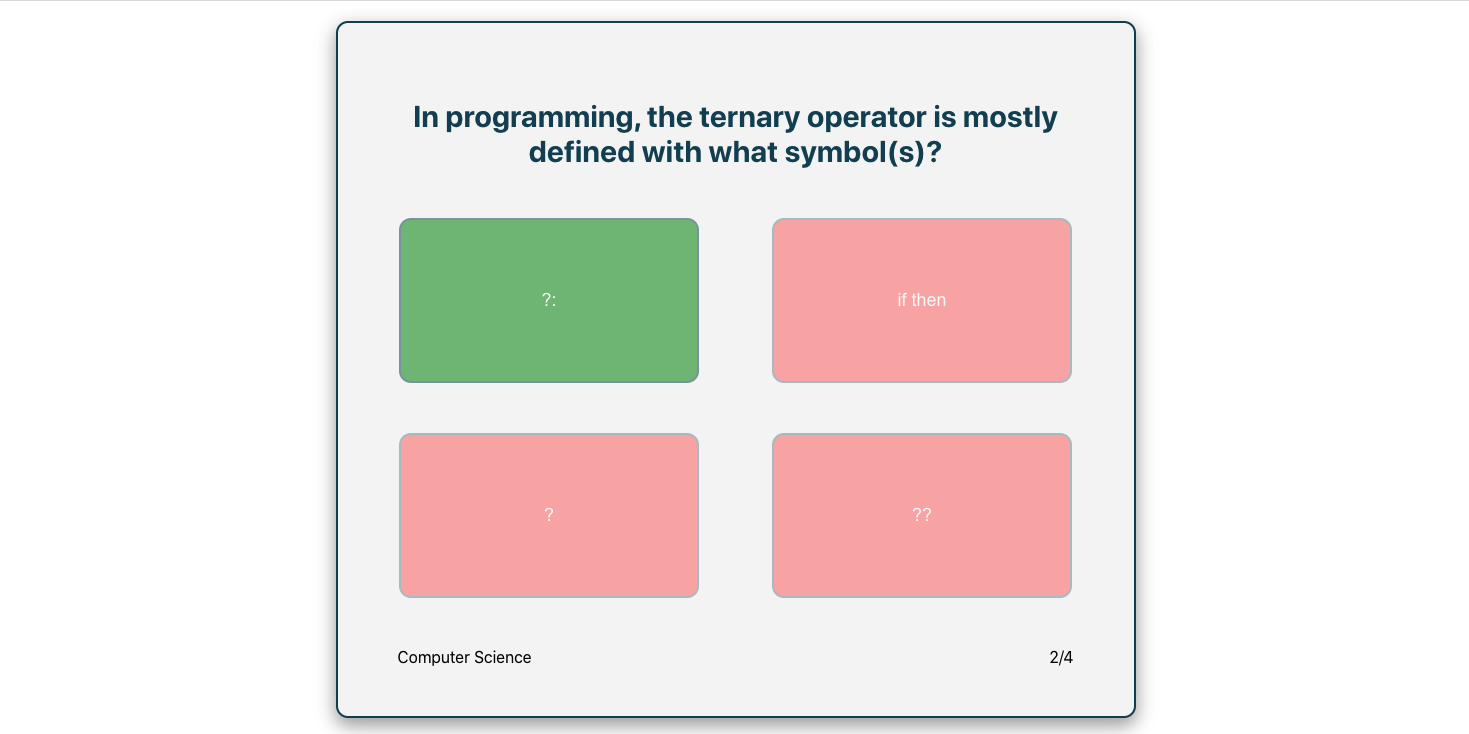 In programming, the ternary operator is mostly
defined with what symbol(s)?
?:
if then
?
??
Computer Science
2/4